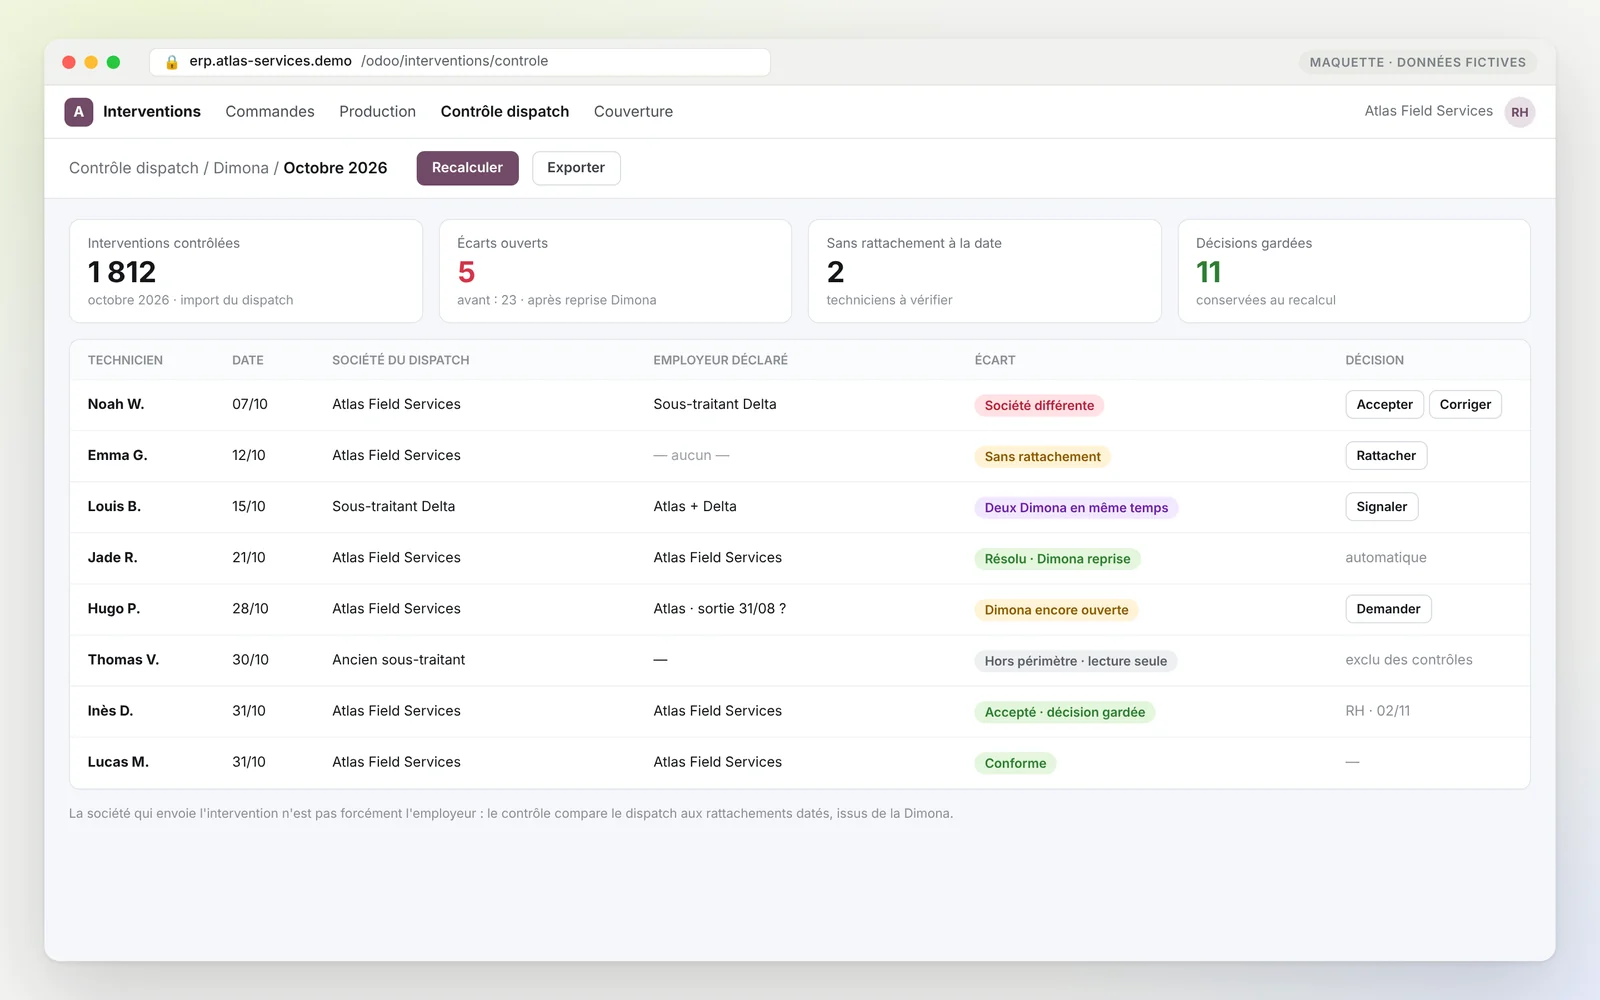 erp.atlas-services.demo /odoo/interventions/controle
MAQUETTE · DONNÉES FICTIVES
A Interventions Commandes Production Contrôle dispatch Couverture Atlas Field Services RH
Contrôle dispatch / Dimona / Octobre 2026 Recalculer Exporter
Interventions contrôlées
1 812
octobre 2026 · import du dispatch
Écarts ouverts
5
avant : 23 · après reprise Dimona
Sans rattachement à la date
2
techniciens à vérifier
Décisions gardées
11
conservées au recalcul
TECHNICIEN DATE SOCIÉTÉ DU DISPATCH EMPLOYEUR DÉCLARÉ ÉCART DÉCISION
Noah W. 07/10 Atlas Field Services Sous-traitant Delta Société différente Accepter Corriger
Emma G. 12/10 Atlas Field Services — aucun — Sans rattachement Rattacher
Louis B. 15/10 Sous-traitant Delta Atlas + Delta Deux Dimona en même temps Signaler
Jade R. 21/10 Atlas Field Services Atlas Field Services Résolu · Dimona reprise automatique
Hugo P. 28/10 Atlas Field Services Atlas · sortie 31/08 ? Dimona encore ouverte Demander
Thomas V. 30/10 Ancien sous-traitant — Hors périmètre · lecture seule exclu des contrôles
Inès D. 31/10 Atlas Field Services Atlas Field Services Accepté · décision gardée RH · 02/11
Lucas M. 31/10 Atlas Field Services Atlas Field Services Conforme —
La société qui envoie l'intervention n'est pas forcément l'employeur : le contrôle compare le dispatch aux rattachements datés, issus de la Dimona.